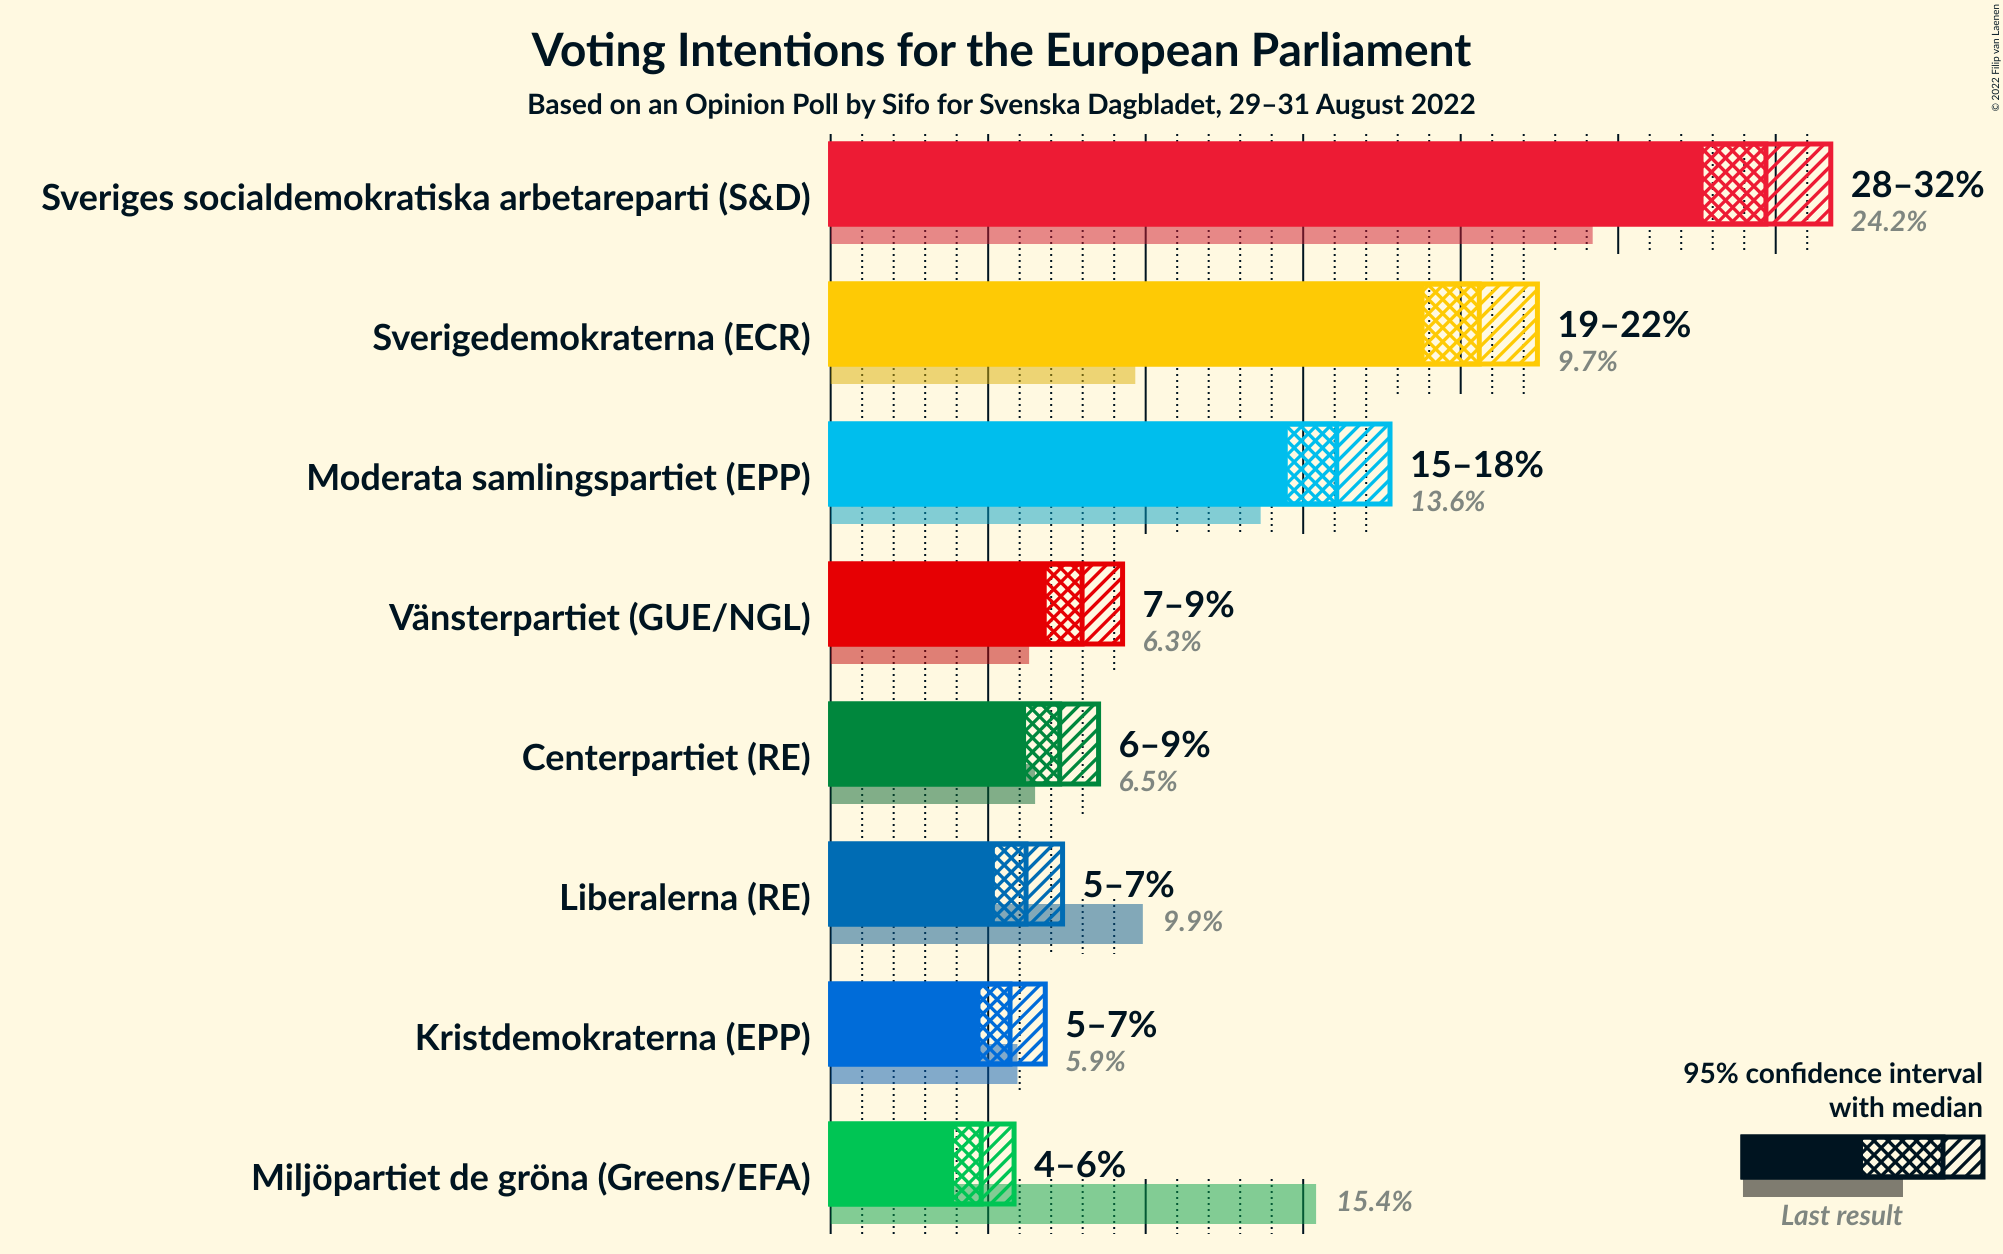 Voting Intentions for the European Parliament
Based on an Opinion Poll by Sifo for Svenska Dagbladet, 29–31 August 2022
© 2022 Filip van Laenen
Sveriges socialdemokratiska arbetareparti (S&D)
28–32%
24.2%
Sverigedemokraterna (ECR)
19–22%
9.7%
Moderata samlingspartiet (EPP)
15–18%
13.6%
Vänsterpartiet (GUE/NGL)
7–9%
6.3%
Centerpartiet (RE)
6–9%
6.5%
Liberalerna (RE)
5–7%
9.9%
Kristdemokraterna (EPP)
5–7%
5.9%
Miljöpartiet de gröna (Greens/EFA)
4–6%
15.4%
95% confidence interval
with median
Last result